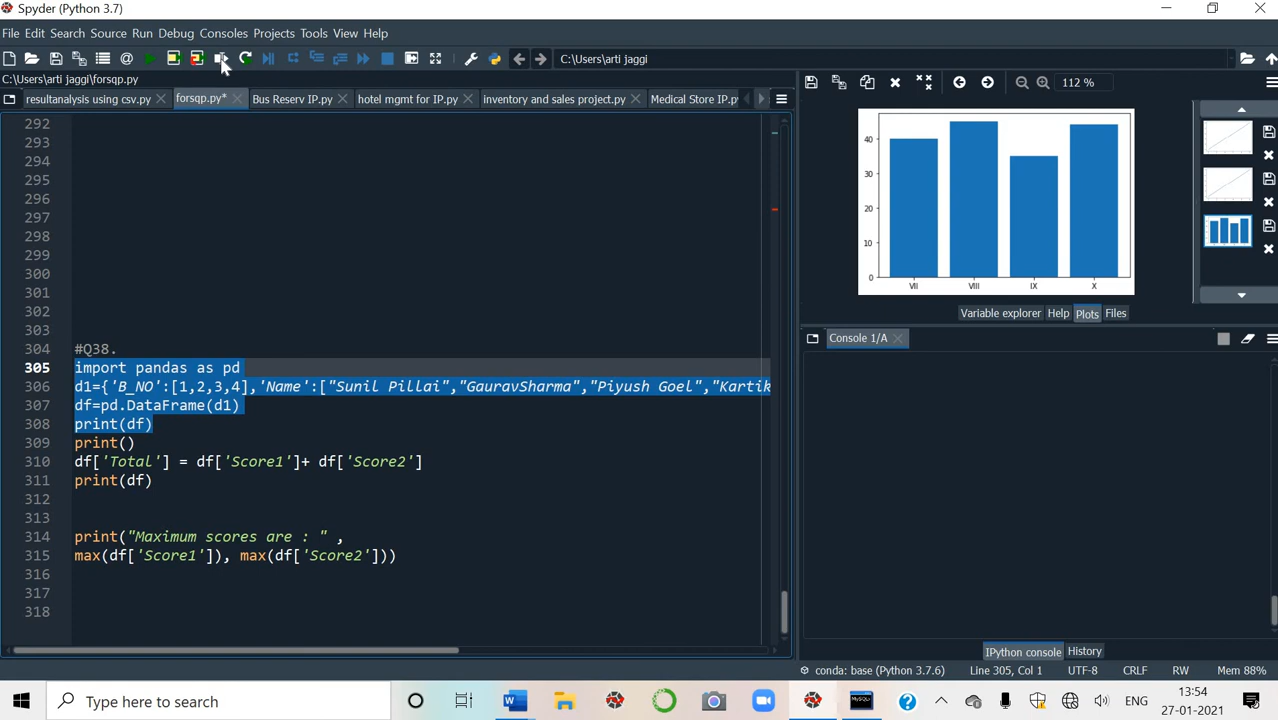 Spyder (Python 3.7)
File Edit Search Source Run Debug Consoles Projects Tools View Help
C:\Users\arti jaggi
C:\Users\arti jaggi\forsqp.py
resultanalysis using csv.py forsqp.py* Bus Reserv IP.py hotel mgmt for IP.py inventory and sales project.py Medical Store IP.py
112 %
292
293
294
295
296
297
298
299
300
301
302
303
304 #Q38.
305 import pandas as pd
306 d1={'B_NO':[1,2,3,4],'Name':["Sunil Pillai","GauravSharma","Piyush Goel","Kartik
307 df=pd.DataFrame(d1)
308 print(df)
309 print()
310 df['Total'] = df['Score1']+ df['Score2']
311 print(df)
312
313
314 print("Maximum scores are : " ,
315 max(df['Score1']), max(df['Score2']))
316
317
318
40
30
20
10
0
VII VIII IX X
Variable explorer Help Plots Files
Console 1/A
IPython console History
conda: base (Python 3.7.6) Line 305, Col 1 UTF-8 CRLF RW Mem 88%
Type here to search
W
MySQL
ENG
13:54
27-01-2021